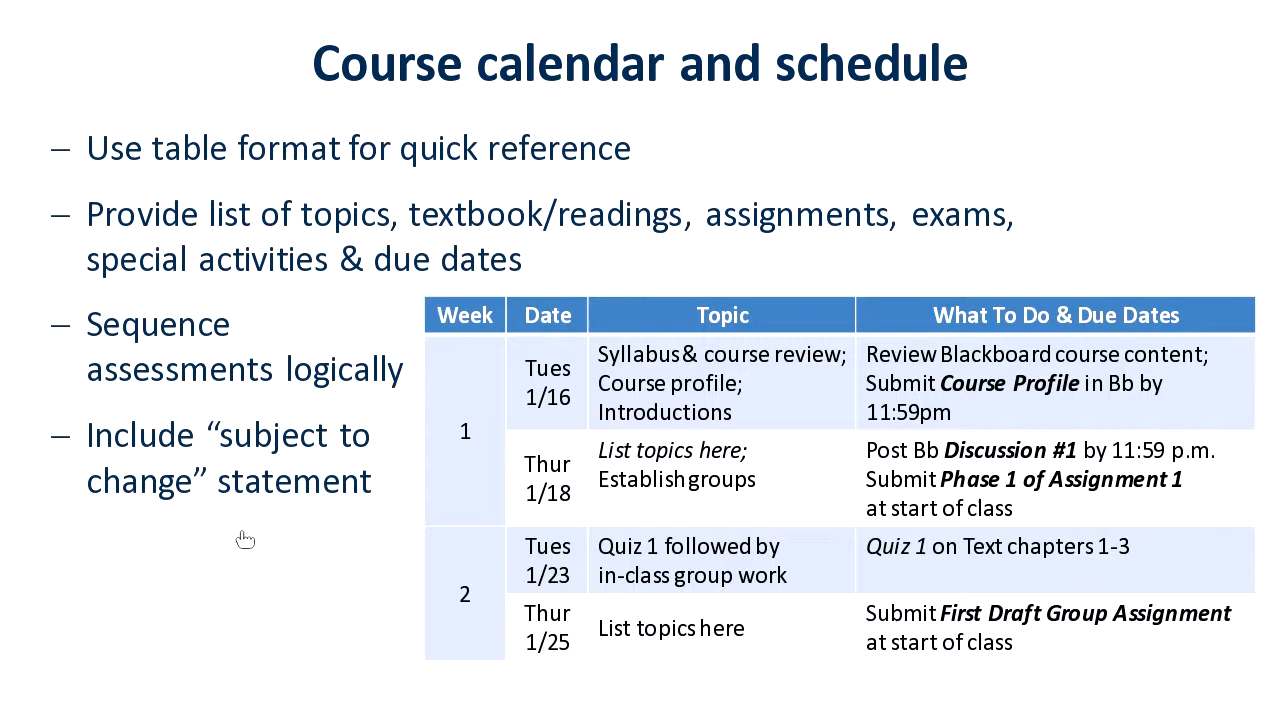 Course calendar and schedule
– Use table format for quick reference
– Provide list of topics, textbook/readings, assignments, exams,
special activities & due dates
– Sequence
assessments logically
– Include “subject to
change” statement
Week Date Topic What To Do & Due Dates
1
Tues
1/16
Syllabus & course review;
Course profile;
Introductions
Review Blackboard course content;
Submit Course Profile in Bb by
11:59pm
Thur
1/18
List topics here;
Establish groups
Post Bb Discussion #1 by 11:59 p.m.
Submit Phase 1 of Assignment 1
at start of class
2
Tues
1/23
Quiz 1 followed by
in-class group work
Quiz 1 on Text chapters 1-3
Thur
1/25
List topics here
Submit First Draft Group Assignment
at start of class